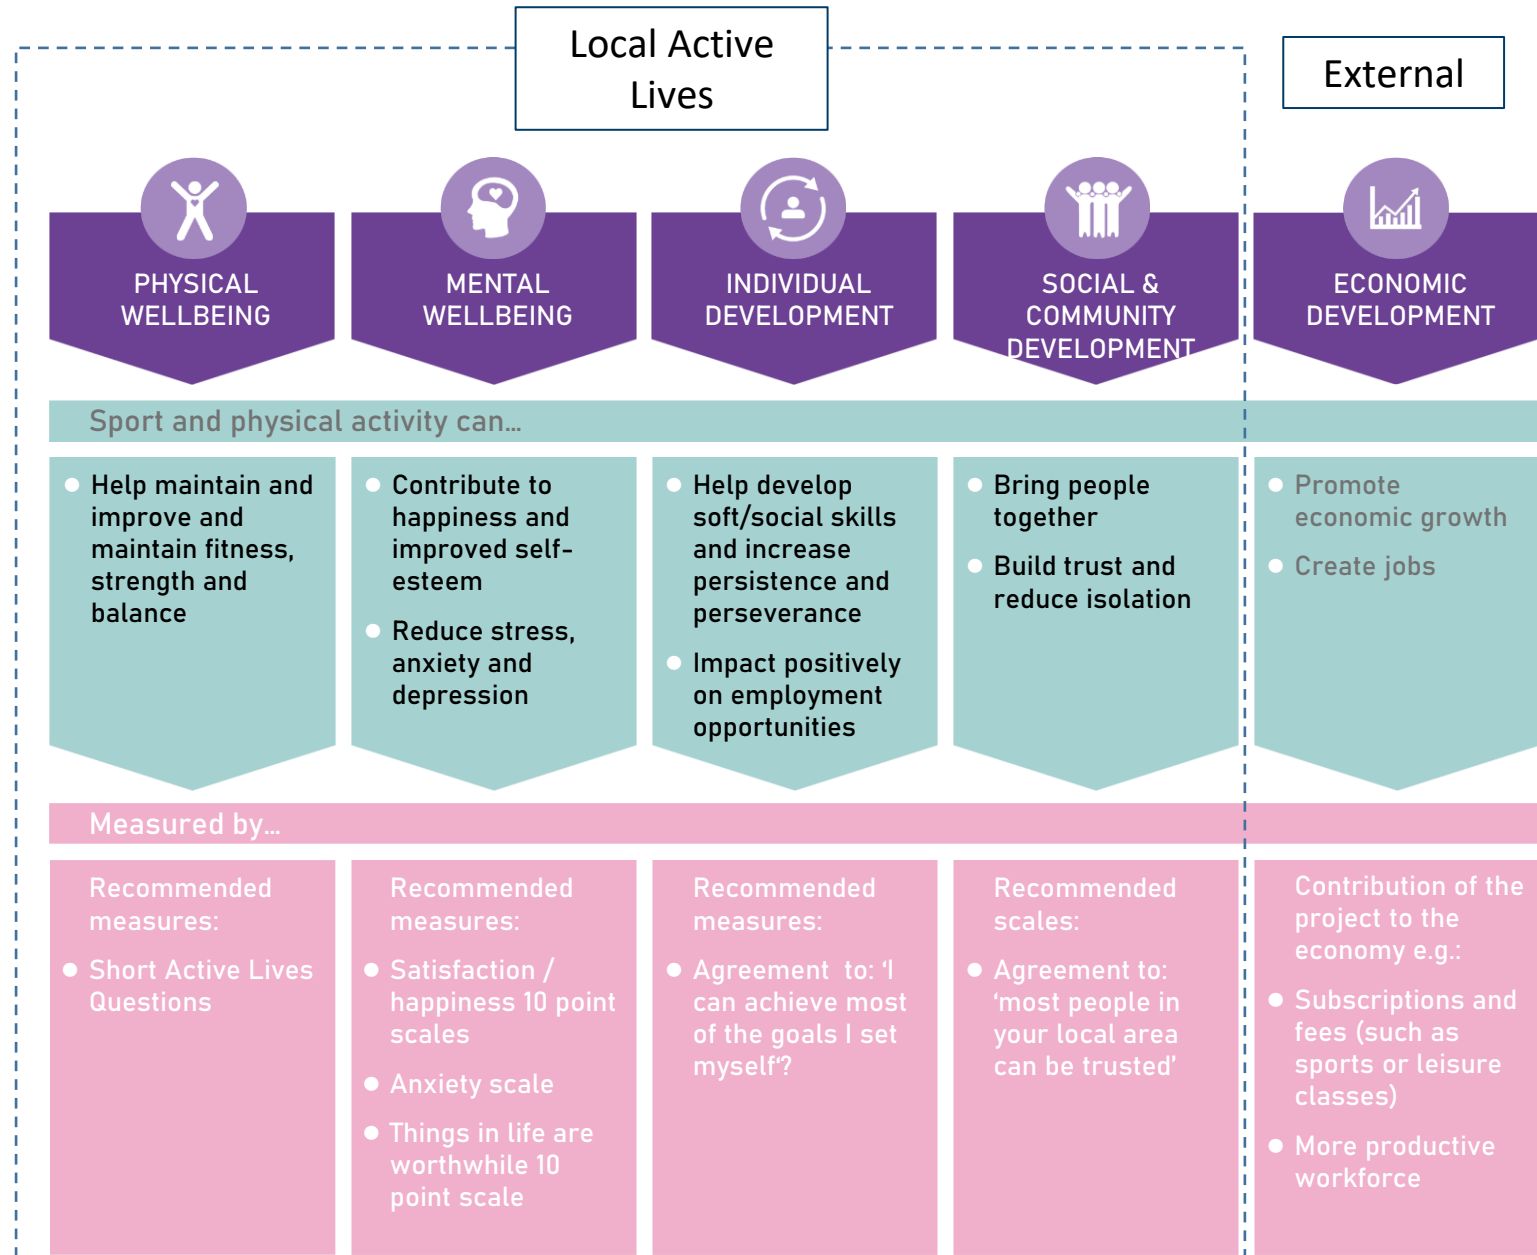 Local Active
Lives
External
PHYSICAL
WELLBEING
MENTAL
WELLBEING
INDIVIDUAL
DEVELOPMENT
SOCIAL &
COMMUNITY
DEVELOPMENT
ECONOMIC
DEVELOPMENT
Sport and physical activity can...
● Help maintain and
improve and
maintain fitness,
strength and
balance
● Contribute to
happiness and
improved self-
esteem
● Reduce stress,
anxiety and
depression
● Help develop
soft/social skills
and increase
persistence and
perseverance
● Impact positively
on employment
opportunities
● Bring people
together
● Build trust and
reduce isolation
● Promote
economic growth
● Create jobs
Measured by...
Recommended
measures:
● Short Active Lives
Questions
Recommended
measures:
● Satisfaction /
happiness 10 point
scales
● Anxiety scale
● Things in life are
worthwhile 10
point scale
Recommended
measures:
● Agreement to: ‘I
can achieve most
of the goals I set
myself‘?
Recommended
scales:
● Agreement to:
‘most people in
your local area
can be trusted’
Contribution of the
project to the
economy e.g.:
● Subscriptions and
fees (such as
sports or leisure
classes)
● More productive
workforce